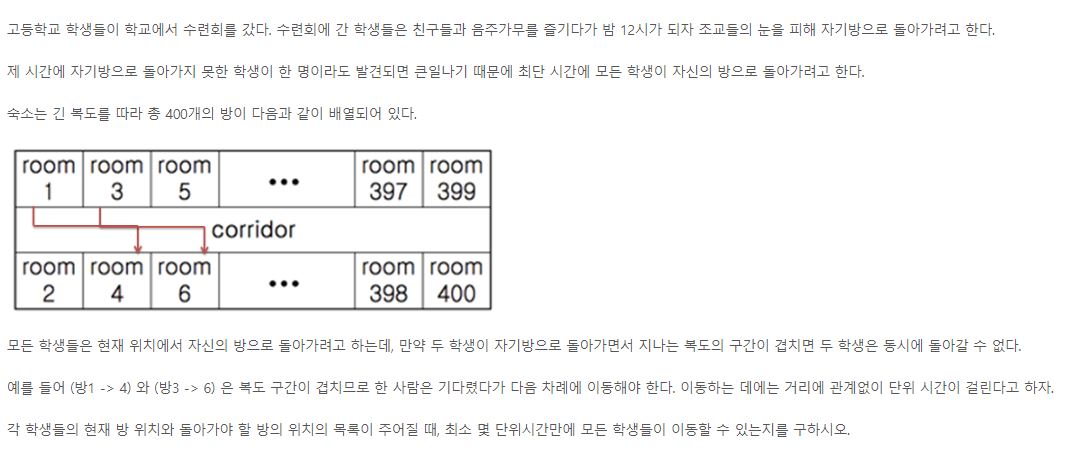 고등학교 학생들이 학교에서 수련회를 갔다. 수련회에 간 학생들은 친구들과 음주가무를 즐기다가 밤 12시가 되자 조교들의 눈을 피해 자기방으로 돌아가려고 한다.
제 시간에 자기방으로 돌아가지 못한 학생이 한 명이라도 발견되면 큰일나기 때문에 최단 시간에 모든 학생이 자신의 방으로 돌아가려고 한다.
숙소는 긴 복도를 따라 총 400개의 방이 다음과 같이 배열되어 있다.
room room room ••• room room
1 3 5 397 399
corridor
room room room ••• room room
2 4 6 398 400
모든 학생들은 현재 위치에서 자신의 방으로 돌아가려고 하는데, 만약 두 학생이 자기방으로 돌아가면서 지나는 복도의 구간이 겹치면 두 학생은 동시에 돌아갈 수 없다.
예를 들어 (방1 -> 4) 와 (방3 -> 6) 은 복도 구간이 겹치므로 한 사람은 기다렸다가 다음 차례에 이동해야 한다. 이동하는 데에는 거리에 관계없이 단위 시간이 걸린다고 하자.
각 학생들의 현재 방 위치와 돌아가야 할 방의 위치의 목록이 주어질 때, 최소 몇 단위시간만에 모든 학생들이 이동할 수 있는지를 구하시오.